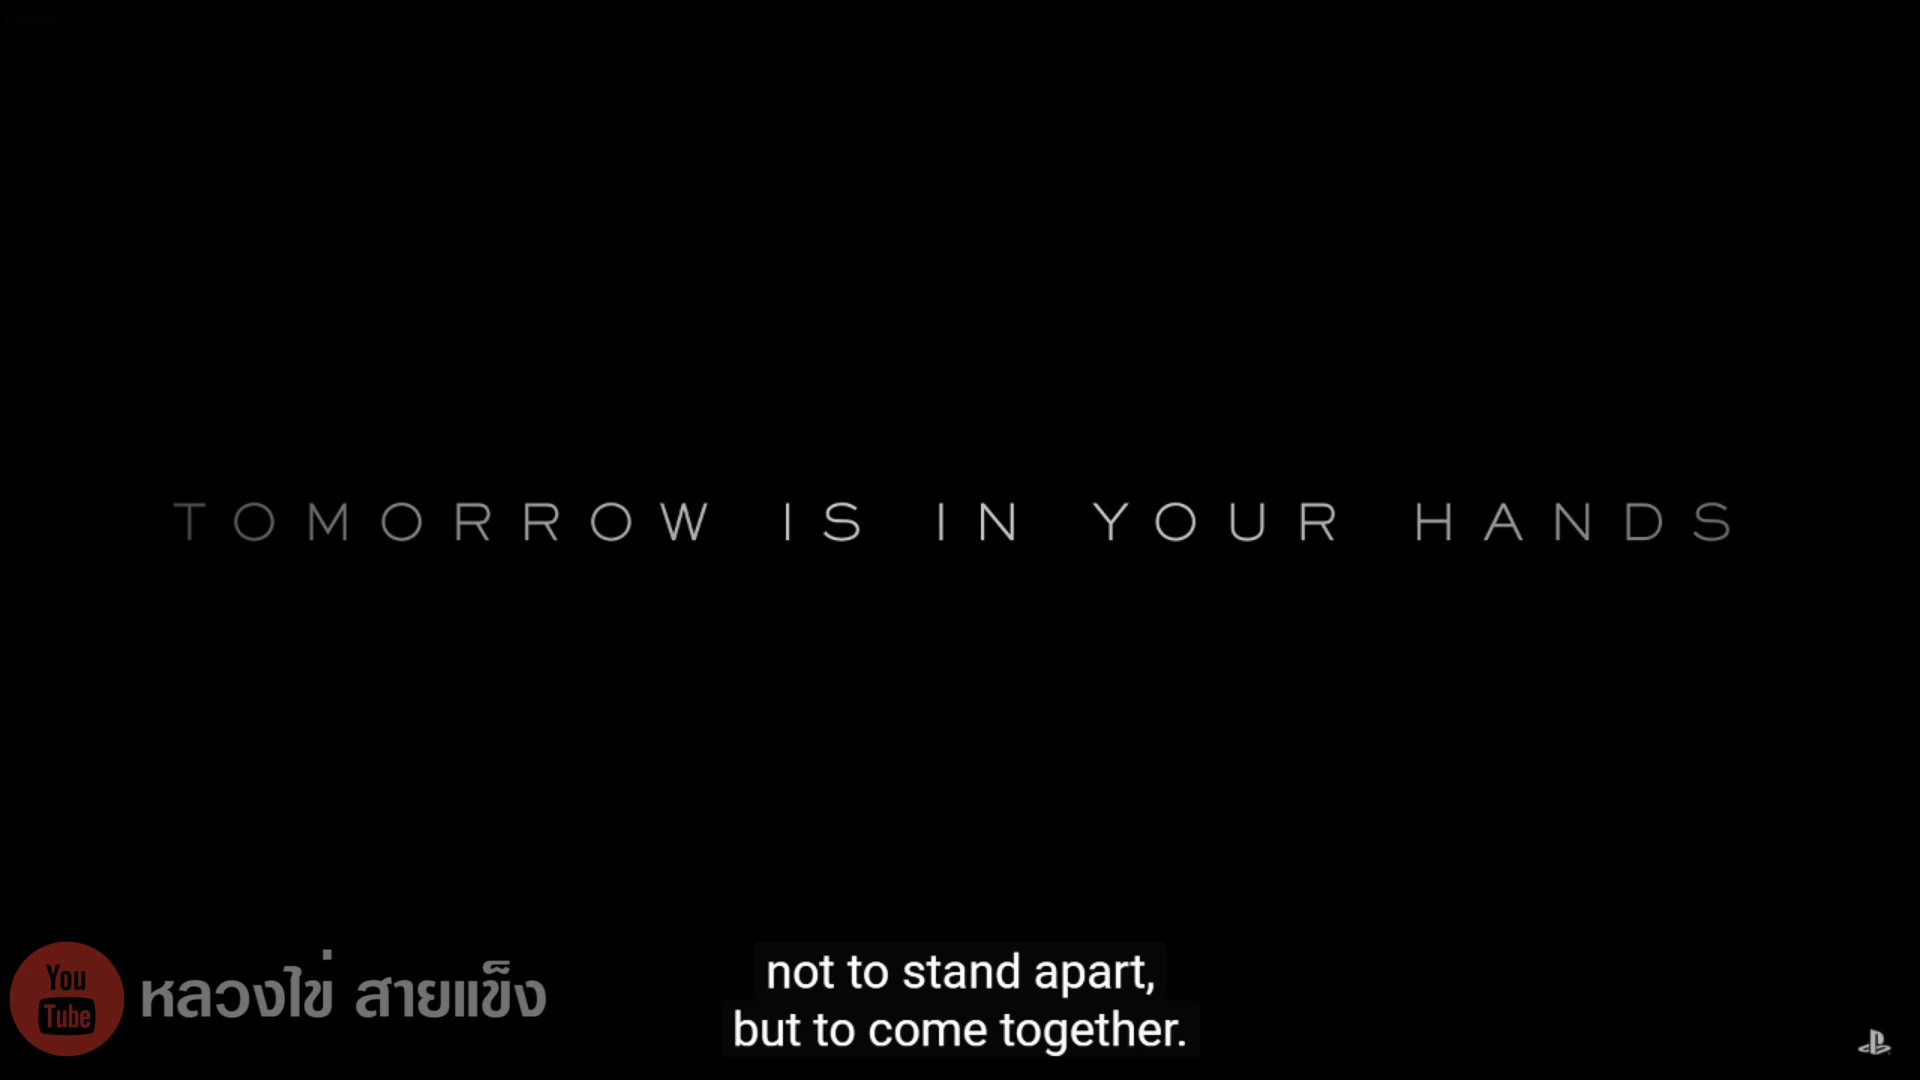 TOMORROW IS IN YOUR HANDS
not to stand apart,
but to come together.
You
Tube
หลวงไข่ สายแข็ง